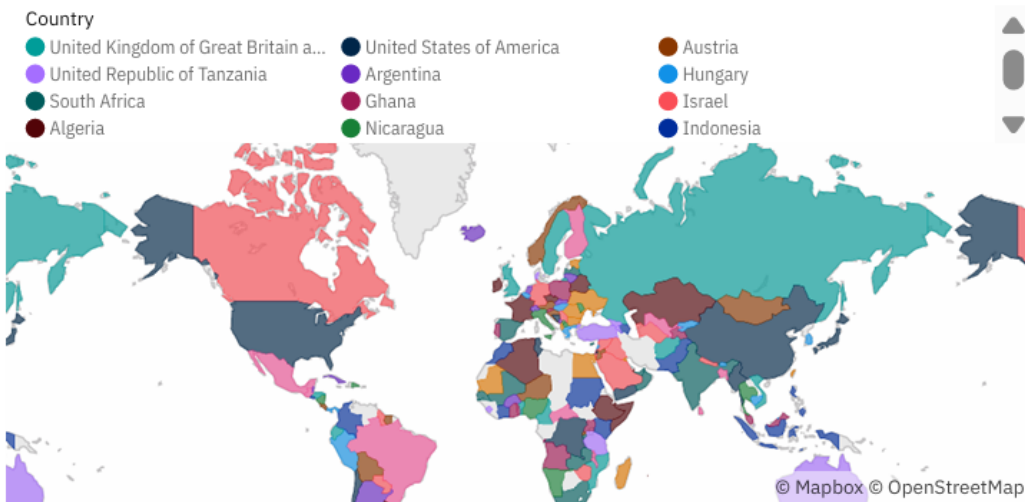 Country
United Kingdom of Great Britain a...
United States of America
Austria
United Republic of Tanzania
Argentina
Hungary
South Africa
Ghana
Israel
Algeria
Nicaragua
Indonesia
© Mapbox © OpenStreetMap